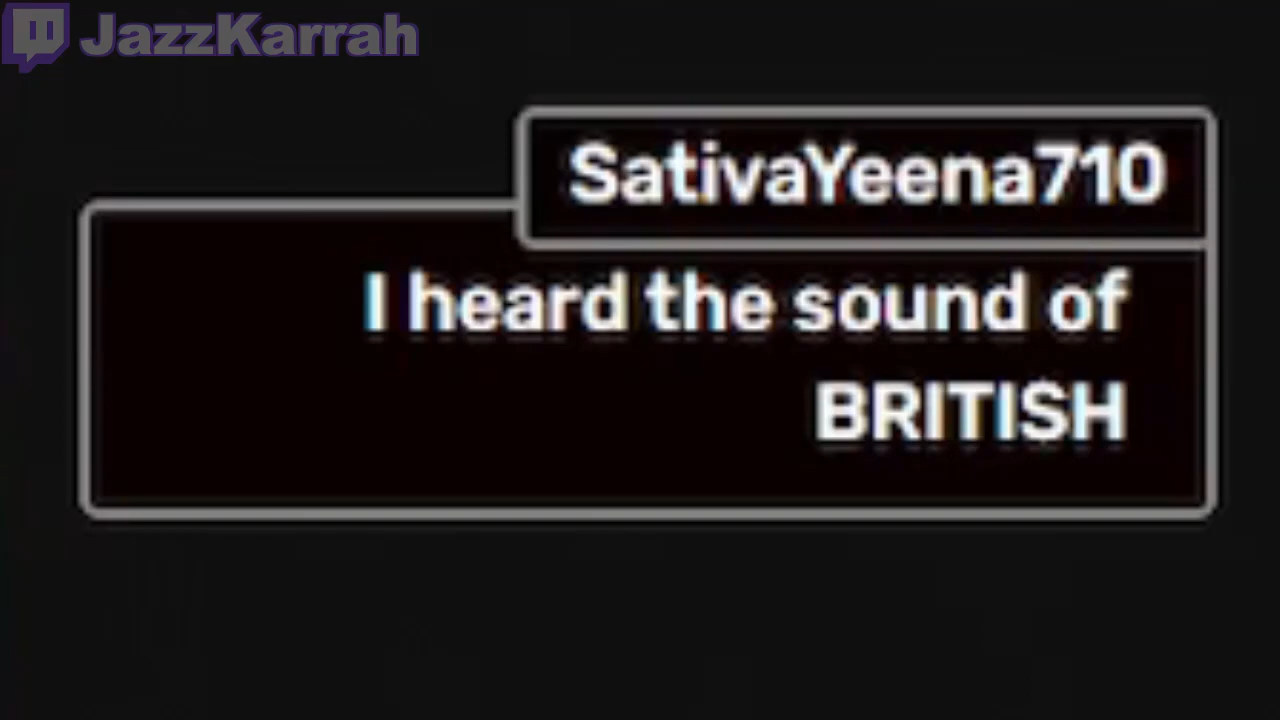 JazzKarrah
SativaYeena710
I heard the sound of
BRITISH